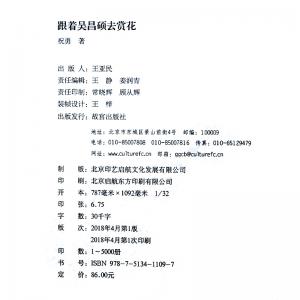 跟着吴昌硕去赏花
祝勇 著
出 版 人：王亚民
责任编辑：王 静 姜润青
责任印制：常晓辉 顾从辉
装帧设计：王 梓
出版发行：故宫出版社
地址：北京市东城区景山前街4号 邮编：100009
电话：010-85007808 010-85007816 传真：010-65129479
网址：www.culturefc.cn 邮箱：ggcb@culturefc.cn
制 版：北京印艺启航文化发展有限公司
印 刷：北京启航东方印刷有限公司
开 本：787毫米×1092毫米 1/32
印 张：6.75
字 数：30千字
版 次：2018年4月第1版
2018年4月第1次印刷
印 数：1～5000册
书 号：ISBN 978-7-5134-1109-7
定 价：86.00元